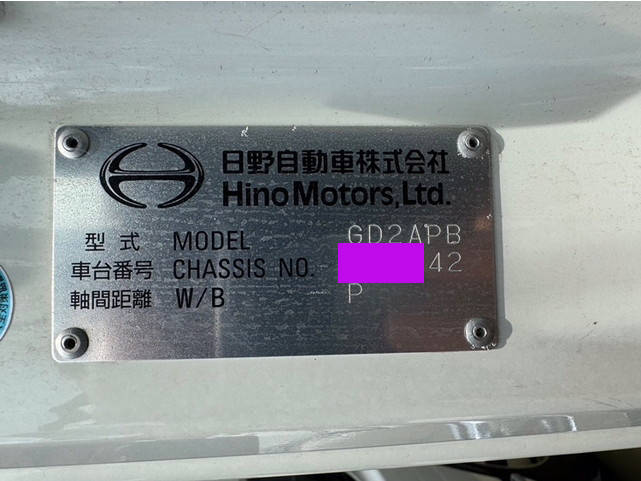 日野自動車株式会社
Hino Motors, Ltd.
型式 MODEL GD2APB
車台番号 CHASSIS NO. 42
軸間距離 W/B P